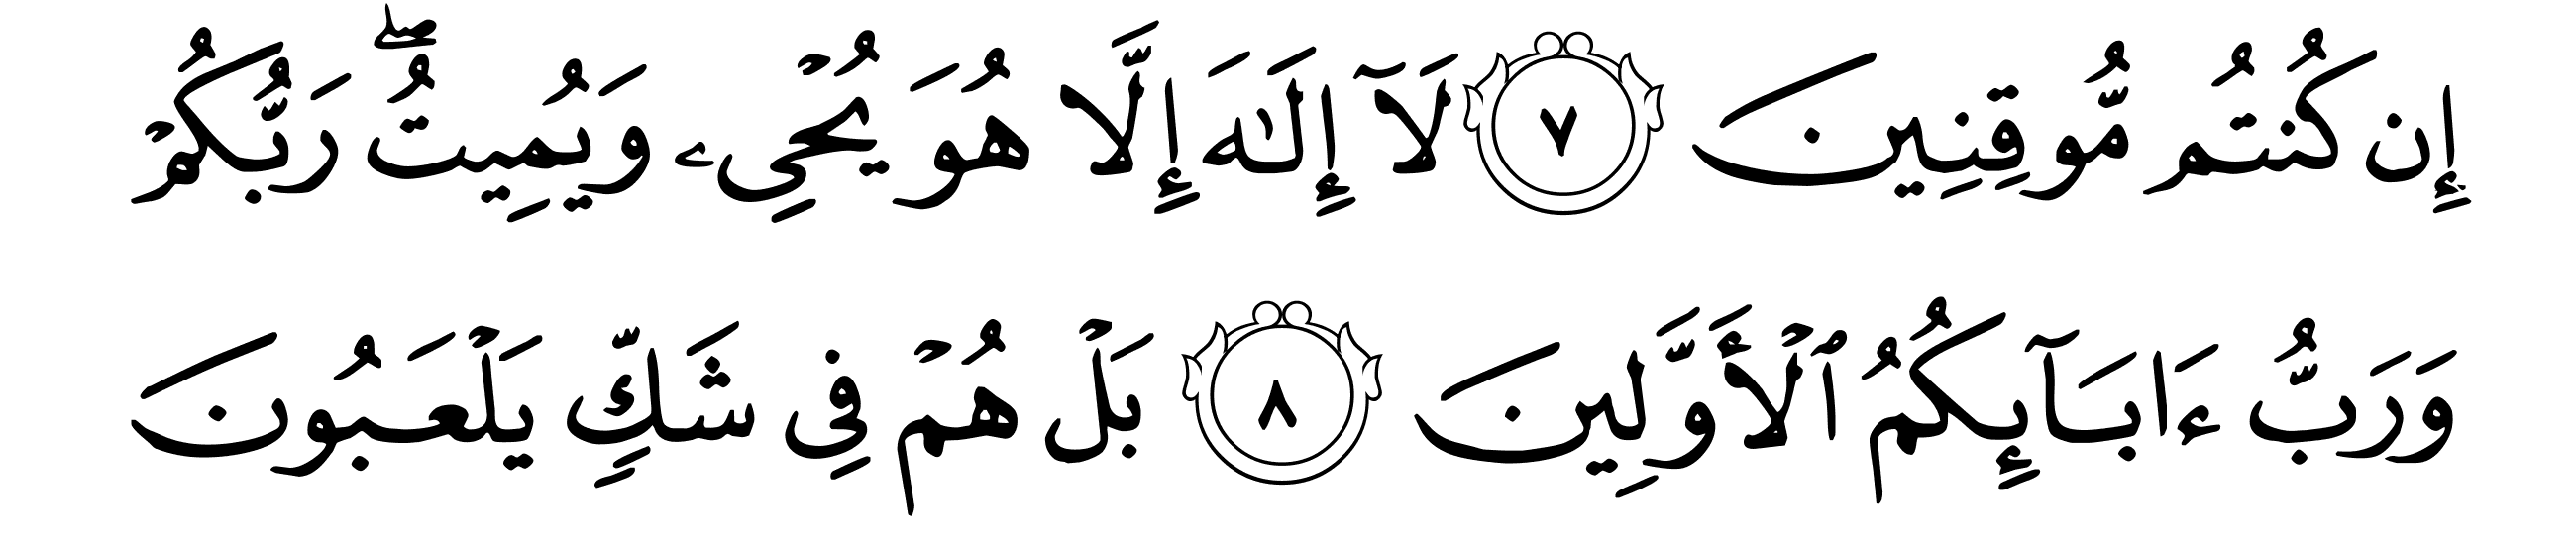 إِن كُنتُم مُّوقِنِينَ ٧ لَآ إِلَـٰهَ إِلَّا هُوَ يُحْىِۦ وَيُمِيتُ ۖ رَبُّكُمْ
وَرَبُّ ءَابَآئِكُمُ ٱلْأَوَّلِينَ ٨ بَلْ هُمْ فِى شَكٍّ يَلْعَبُونَ